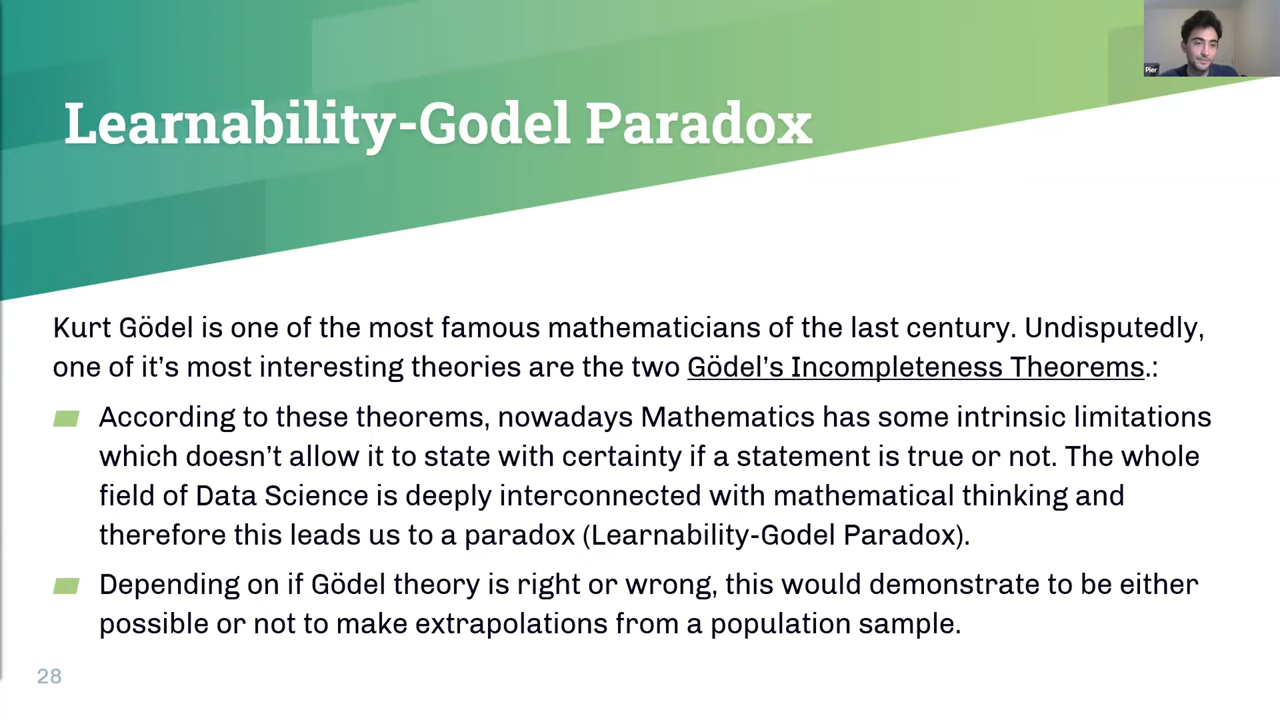 Pier
Learnability-Godel Paradox
Kurt Gödel is one of the most famous mathematicians of the last century. Undisputedly,
one of it's most interesting theories are the two Gödel's Incompleteness Theorems.:
According to these theorems, nowadays Mathematics has some intrinsic limitations
which doesn't allow it to state with certainty if a statement is true or not. The whole
field of Data Science is deeply interconnected with mathematical thinking and
therefore this leads us to a paradox (Learnability-Godel Paradox).
Depending on if Gödel theory is right or wrong, this would demonstrate to be either
possible or not to make extrapolations from a population sample.
28